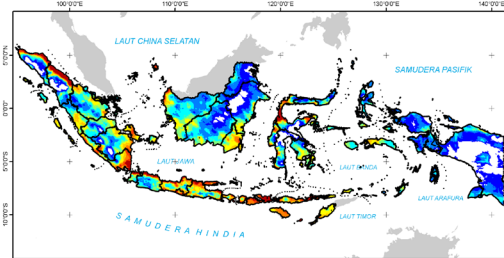 100°0'0"E 110°0'0"E 120°0'0"E 130°0'0"E 140°0'0"E
LAUT CHINA SELATAN
5°0'0"N
SAMUDERA PASIFIK
0°0'0"
LAUT JAWA
LAUT BANDA
5°0'0"S
LAUT ARAFURA
10°0'0"S
SAMUDERA HINDIA
LAUT TIMOR